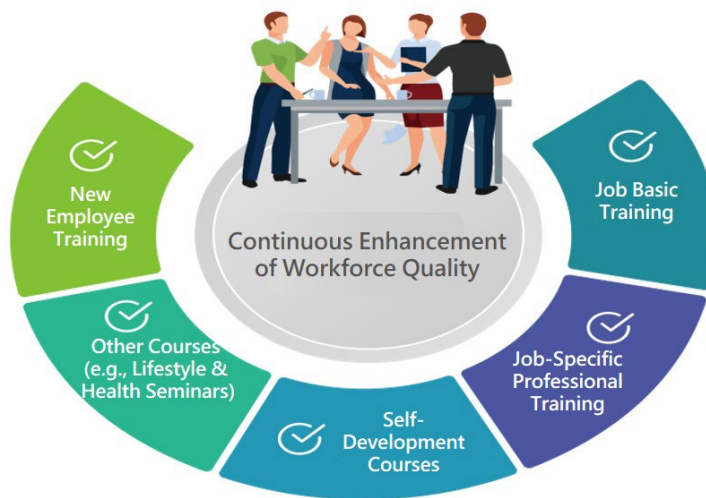 Continuous Enhancement
of Workforce Quality
New
Employee
Training
Other Courses
(e.g., Lifestyle &
Health Seminars)
Self-
Development
Courses
Job-Specific
Professional
Training
Job Basic
Training